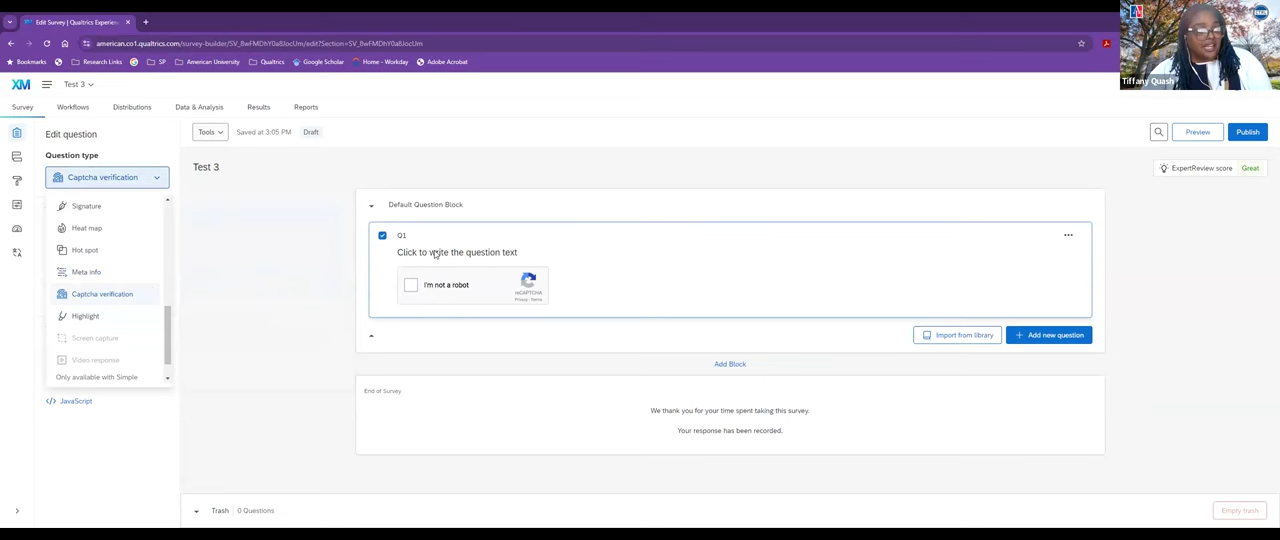 Edit Survey | Qualtrics Experien
american.co1.qualtrics.com/survey-builder/SV_8wFMDhY0a8JocUm/edit?Section=SV_8wFMDhY0a8JocUm
Bookmarks
Research Links
SP
American University
Qualtrics
Google Scholar
Home - Workday
Adobe Acrobat
Tiffany Quash
XM
Test 3
Survey
Workflows
Distributions
Data & Analysis
Results
Reports
Edit question
Tools
Saved at 3:05 PM
Draft
Preview
Publish
Question type
Captcha verification
Test 3
ExpertReview score
Great
Signature
Heat map
Hot spot
Meta info
Captcha verification
Highlight
Screen capture
Video response
Only available with Simple
JavaScript
Default Question Block
Q1
Click to write the question text
I'm not a robot
reCAPTCHA
Privacy - Terms
Import from library
Add new question
Add Block
End of Survey
We thank you for your time spent taking this survey.
Your response has been recorded.
Trash
0 Questions
Empty trash